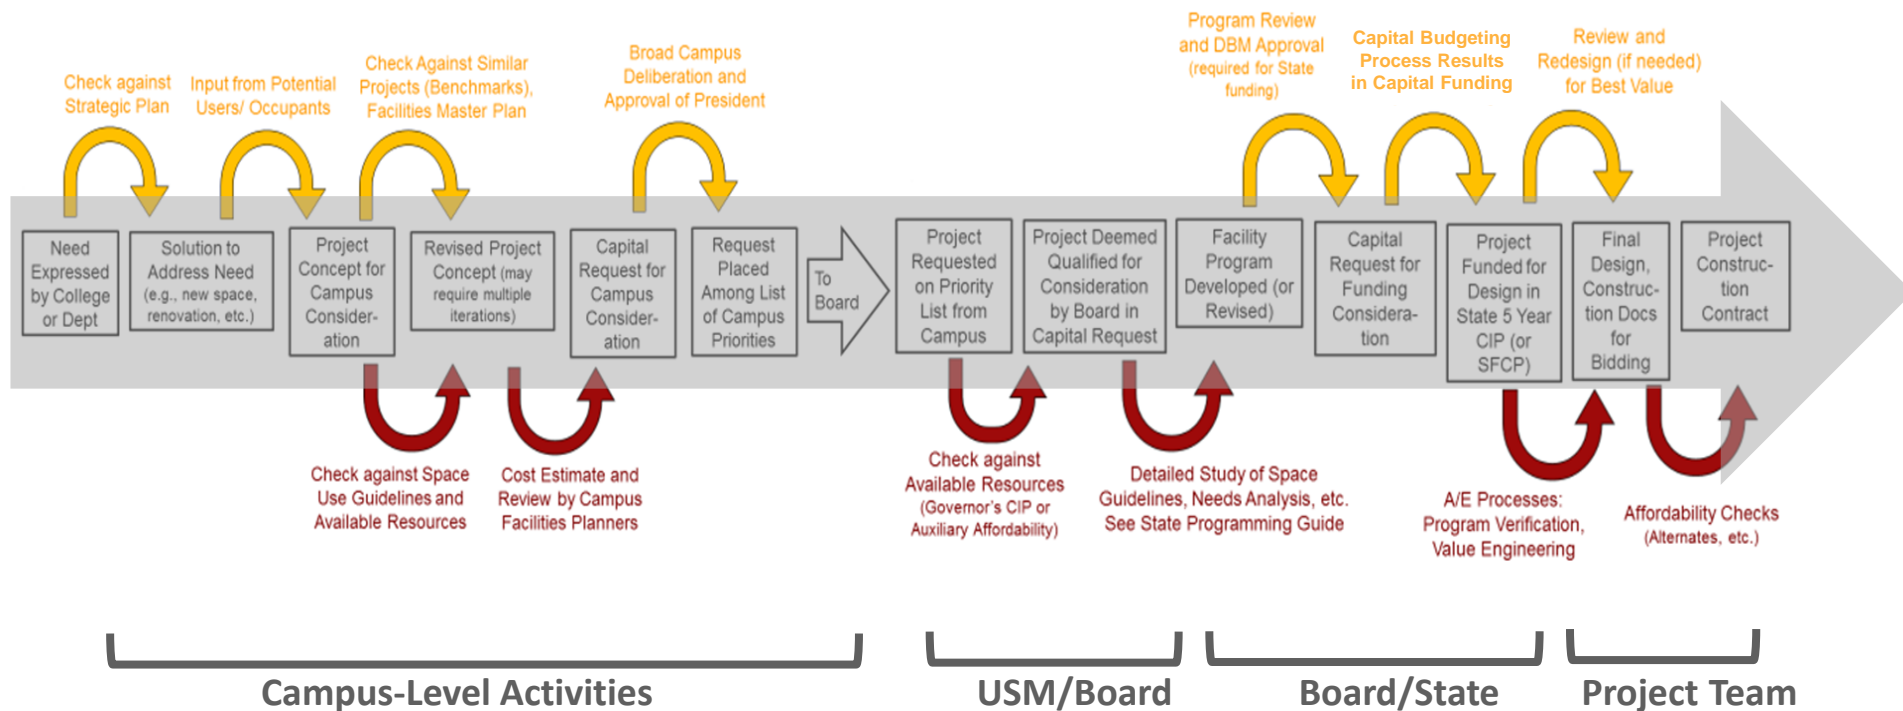 Check against
Strategic Plan
Input from Potential
Users/ Occupants
Check Against Similar
Projects (Benchmarks),
Facilities Master Plan
Broad Campus
Deliberation and
Approval of President
Program Review
and DBM Approval
(required for State
funding)
Capital Budgeting
Process Results
in Capital Funding
Review and
Redesign (if needed)
for Best Value
Need
Expressed
by College
or Dept
Solution to
Address Need
(e.g., new space,
renovation, etc.)
Project
Concept for
Campus
Consider-
ation
Revised Project
Concept (may
require multiple
iterations)
Capital
Request for
Campus
Consider-
ation
Request
Placed
Among List
of Campus
Priorities
To
Board
Project
Requested
on Priority
List from
Campus
Project Deemed
Qualified for
Consideration
by Board in
Capital Request
Facility
Program
Developed (or
Revised)
Capital
Request for
Funding
Considera-
tion
Project
Funded for
Design in
State 5 Year
CIP (or
SFCP)
Final
Design,
Construc-
tion Docs
for
Bidding
Project
Construc-
tion
Contract
Check against Space
Use Guidelines and
Available Resources
Cost Estimate and
Review by Campus
Facilities Planners
Check against
Available Resources
(Governor's CIP or
Auxiliary Affordability)
Detailed Study of Space
Guidelines, Needs Analysis, etc.
See State Programming Guide
A/E Processes:
Program Verification,
Value Engineering
Affordability Checks
(Alternates, etc.)
Campus-Level Activities
USM/Board
Board/State
Project Team